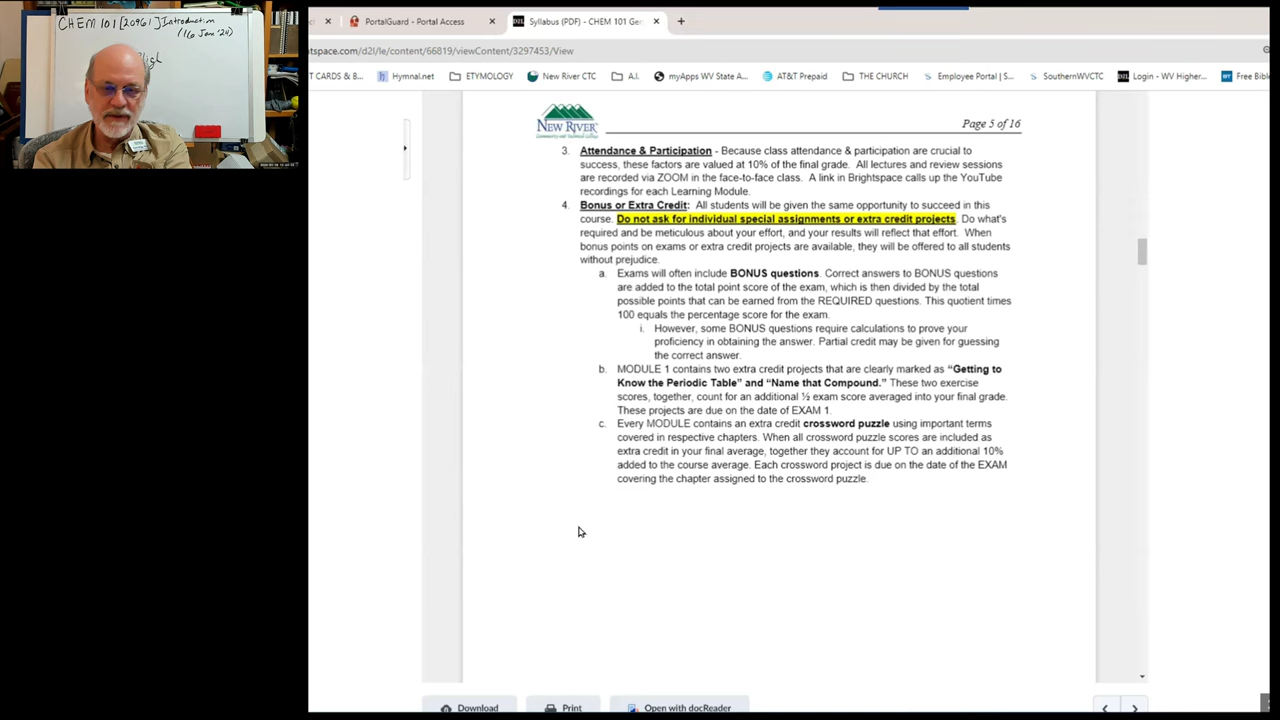 CHEM 101 [20961] Introduction
(16 Jan '24)
PortalGuard - Portal Access
Syllabus (PDF) - CHEM 101 Ge
ntspace.com/d2l/le/content/66819/viewContent/3297453/View
T CARDS & B... Hymnal.net ETYMOLOGY New River CTC A.I. myApps WV State A... AT&T Prepaid THE CHURCH Employee Portal | S... SouthernWVCTC Login - WV Higher... Free Bible
NEW RIVER
Page 5 of 16
3. Attendance & Participation - Because class attendance & participation are crucial to
success, these factors are valued at 10% of the final grade. All lectures and review sessions
are recorded via ZOOM in the face-to-face class. A link in Brightspace calls up the YouTube
recordings for each Learning Module.
4. Bonus or Extra Credit: All students will be given the same opportunity to succeed in this
course. Do not ask for individual special assignments or extra credit projects. Do what's
required and be meticulous about your effort, and your results will reflect that effort. When
bonus points on exams or extra credit projects are available, they will be offered to all students
without prejudice.
a. Exams will often include BONUS questions. Correct answers to BONUS questions
are added to the total point score of the exam, which is then divided by the total
possible points that can be earned from the REQUIRED questions. This quotient times
100 equals the percentage score for the exam.
i. However, some BONUS questions require calculations to prove your
proficiency in obtaining the answer. Partial credit may be given for guessing
the correct answer.
b. MODULE 1 contains two extra credit projects that are clearly marked as "Getting to
Know the Periodic Table" and "Name that Compound." These two exercise
scores, together, count for an additional ½ exam score averaged into your final grade.
These projects are due on the date of EXAM 1.
c. Every MODULE contains an extra credit crossword puzzle using important terms
covered in respective chapters. When all crossword puzzle scores are included as
extra credit in your final average, together they account for UP TO an additional 10%
added to the course average. Each crossword project is due on the date of the EXAM
covering the chapter assigned to the crossword puzzle.
Download Print Open with docReader